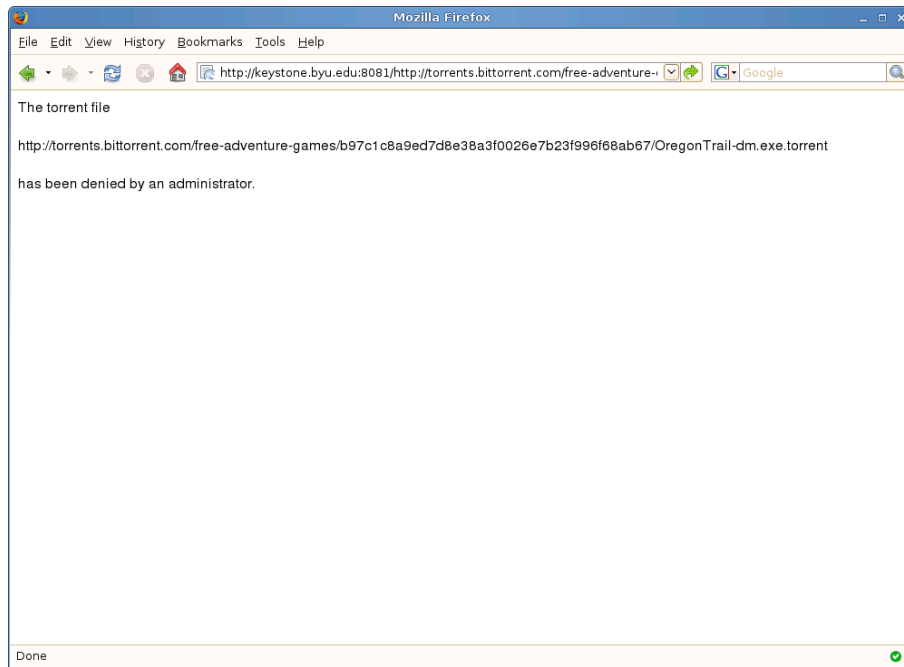 Mozilla Firefox
File Edit View History Bookmarks Tools Help
http://keystone.byu.edu:8081/http://torrents.bittorrent.com/free-adventure- G Google
The torrent file
http://torrents.bittorrent.com/free-adventure-games/b97c1c8a9ed7d8e38a3f0026e7b23f996f68ab67/OregonTrail-dm.exe.torrent
has been denied by an administrator.
Done